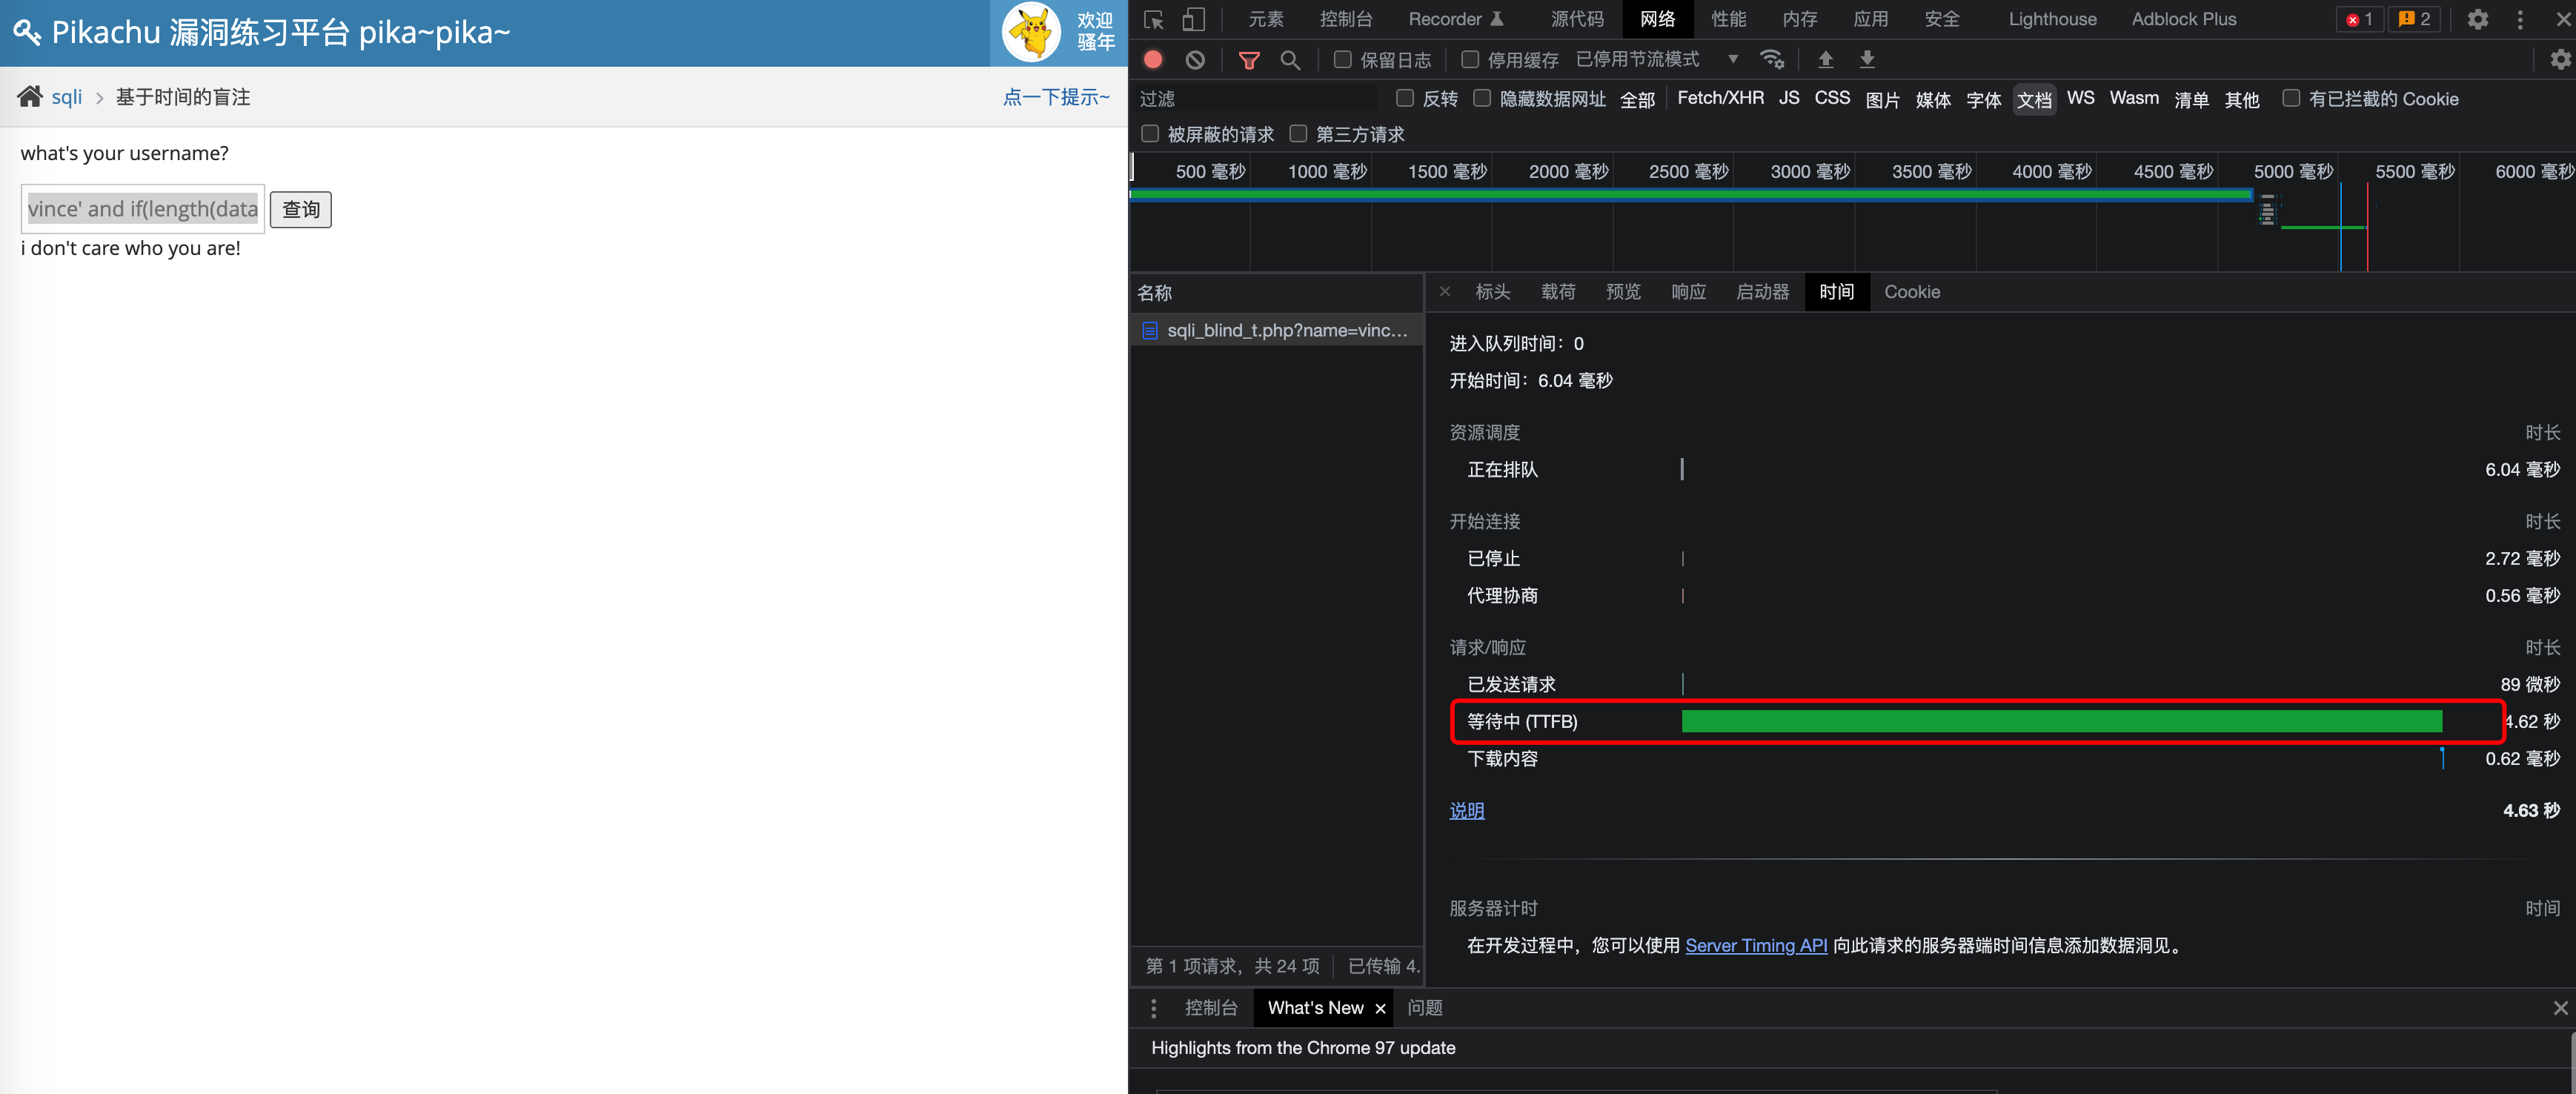 Pikachu 漏洞练习平台 pika~pika~
欢迎
骚年
sqli
基于时间的盲注
点一下提示~
what's your username?
vince' and if(length(data
查询
i don't care who you are!
元素 控制台 Recorder 源代码 网络 性能 内存 应用 安全 Lighthouse Adblock Plus 1 2
保留日志 停用缓存 已停用节流模式
过滤 反转 隐藏数据网址 全部 Fetch/XHR JS CSS 图片 媒体 字体 文档 WS Wasm 清单 其他 有已拦截的 Cookie
被屏蔽的请求 第三方请求
500 毫秒 1000 毫秒 1500 毫秒 2000 毫秒 2500 毫秒 3000 毫秒 3500 毫秒 4000 毫秒 4500 毫秒 5000 毫秒 5500 毫秒 6000 毫秒
名称
sqli_blind_t.php?name=vinc...
标头 载荷 预览 响应 启动器 时间 Cookie
进入队列时间：0
开始时间：6.04 毫秒
资源调度 时长
正在排队 6.04 毫秒
开始连接 时长
已停止 2.72 毫秒
代理协商 0.56 毫秒
请求/响应 时长
已发送请求 89 微秒
等待中 (TTFB) 4.62 秒
下载内容 0.62 毫秒
说明 4.63 秒
服务器计时 时间
在开发过程中，您可以使用 Server Timing API 向此请求的服务器端时间信息添加数据洞见。
第 1 项请求，共 24 项 已传输 4.
控制台 What's New 问题
Highlights from the Chrome 97 update